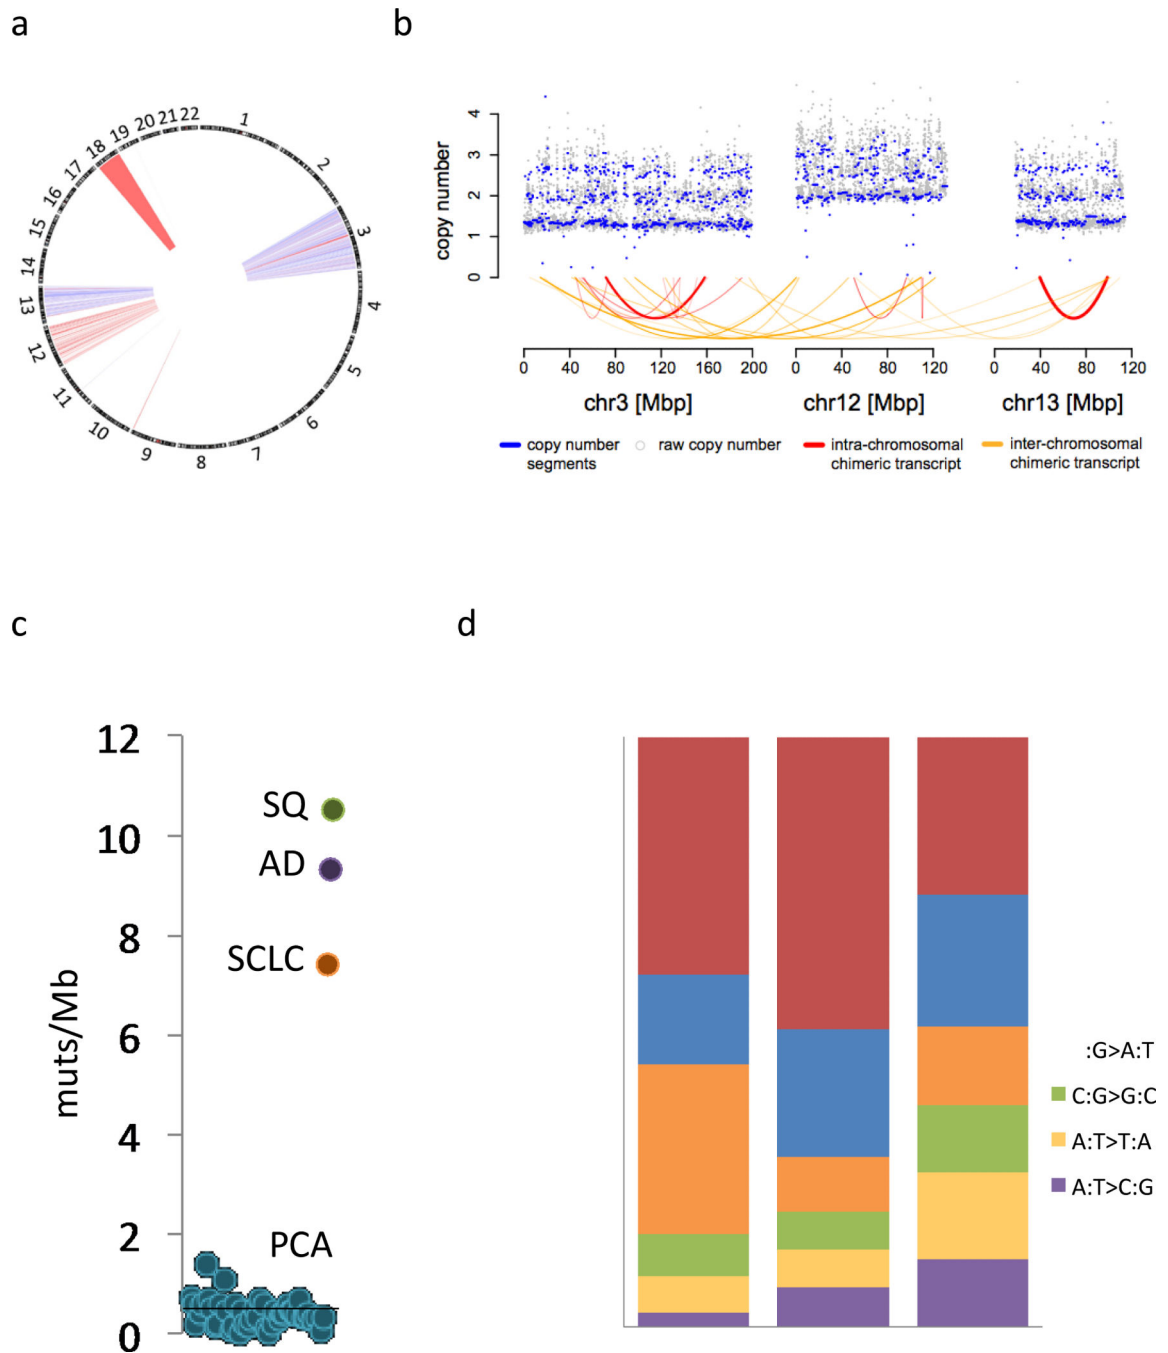 a
b
1
2
3
4
5
6
7
8
9
10
11
12
13
14
15
16
17
18
19
20
21
22
copy number
4
3
2
1
0
0 40 80 120 160 200
0 40 80 120
0 40 80 120
chr3 [Mbp]
chr12 [Mbp]
chr13 [Mbp]
copy number
segments
raw copy number
intra-chromosomal
chimeric transcript
inter-chromosomal
chimeric transcript
c
d
muts/Mb
12
10
8
6
4
2
0
SQ
AD
SCLC
PCA
:G>A:T
C:G>G:C
A:T>T:A
A:T>C:G